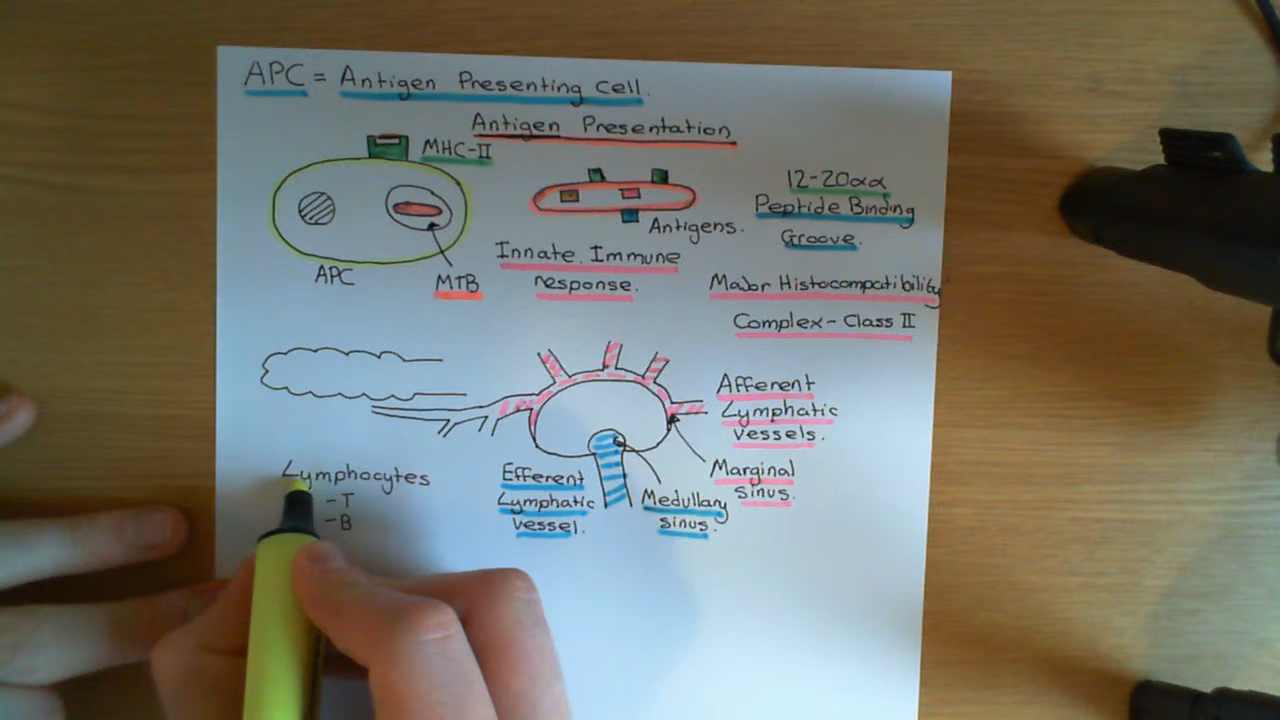 APC = Antigen Presenting Cell.
Antigen Presentation
MHC-II
APC
MTB
Antigens.
Innate Immune
response.
12-20αα
Peptide Binding
Groove.
Major Histocompatibility
Complex-Class II
Afferent
Lymphatic
vessels.
Marginal
sinus.
Medullary
sinus.
Efferent
Lymphatic
vessel.
Lymphocytes
-T
-B